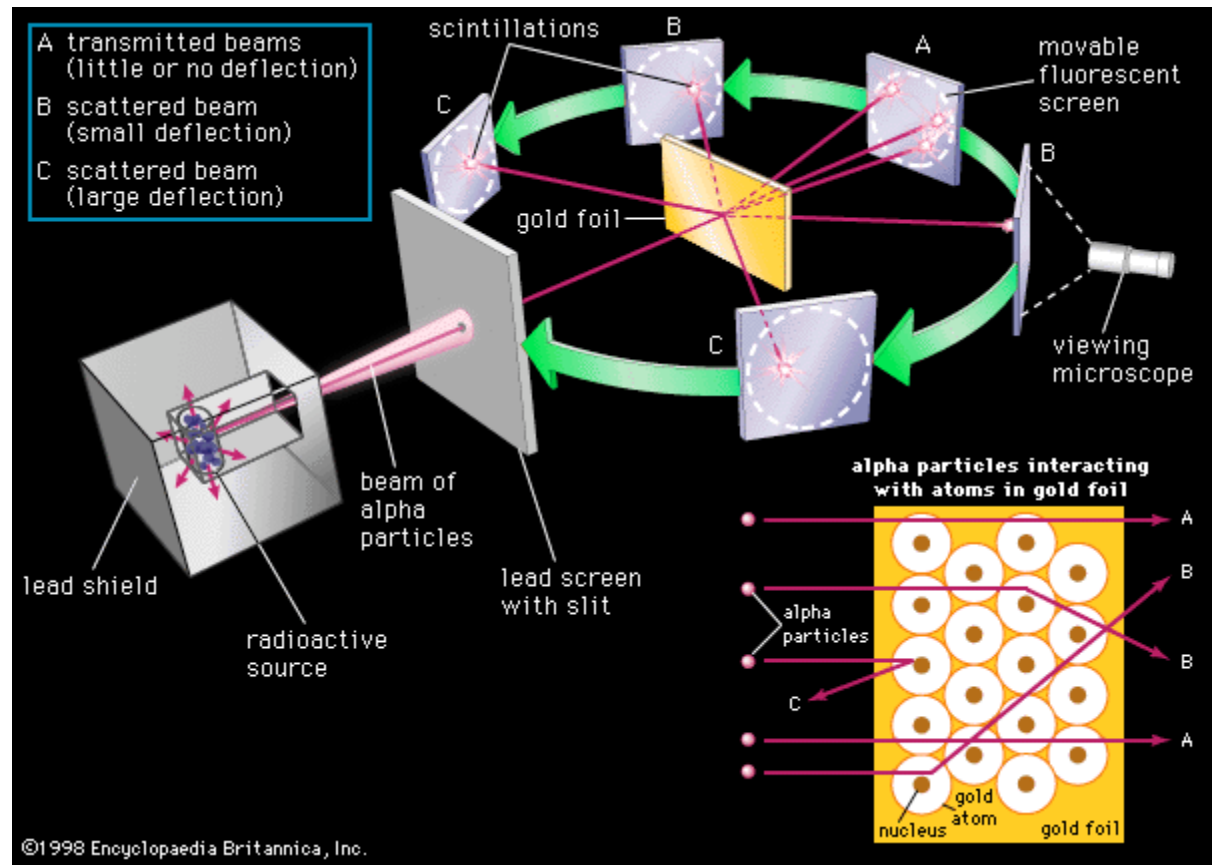 A transmitted beams
(little or no deflection)
B scattered beam
(small deflection)
C scattered beam
(large deflection)
scintillations
B
A
movable
fluorescent
screen
C
B
gold foil
C
viewing
microscope
beam of
alpha
particles
lead shield
lead screen
with slit
radioactive
source
alpha particles interacting
with atoms in gold foil
A
B
alpha
particles
B
C
A
gold
atom
nucleus
gold foil
©1998 Encyclopaedia Britannica, Inc.